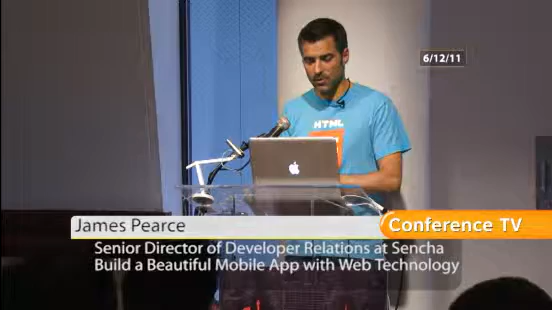 6/12/11
HTML
James Pearce
Conference TV
Senior Director of Developer Relations at Sencha
Build a Beautiful Mobile App with Web Technology